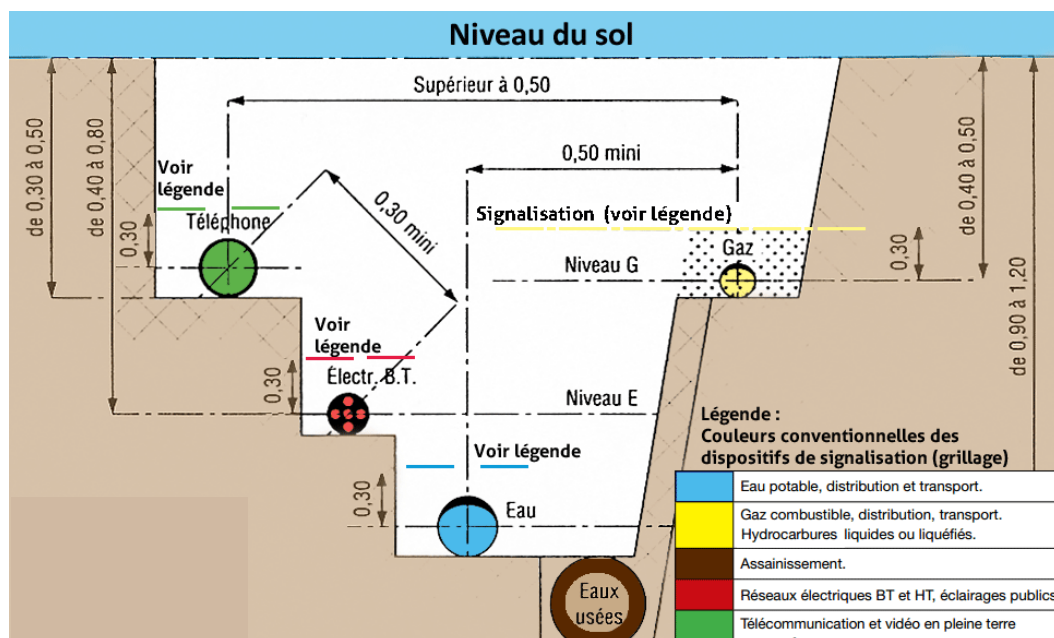 Niveau du sol
Supérieur à 0,50
0,50 mini
de 0,30 à 0,50
de 0,40 à 0,80
Voir
légende
0,30 mini
de 0,40 à 0,50
Signalisation (voir légende)
Téléphone
0,30
Gaz
Niveau G
0,30
de 0,90 à 1,20
Voir
légende
Électr. B.T.
0,30
Niveau E
Voir légende
0,30
Eau
Eaux
usées
Légende :
Couleurs conventionnelles des
dispositifs de signalisation (grillage)
Eau potable, distribution et transport.
Gaz combustible, distribution, transport.
Hydrocarbures liquides ou liquéfiés.
Assainissement.
Réseaux électriques BT et HT, éclairages publics
Télécommunication et vidéo en pleine terre